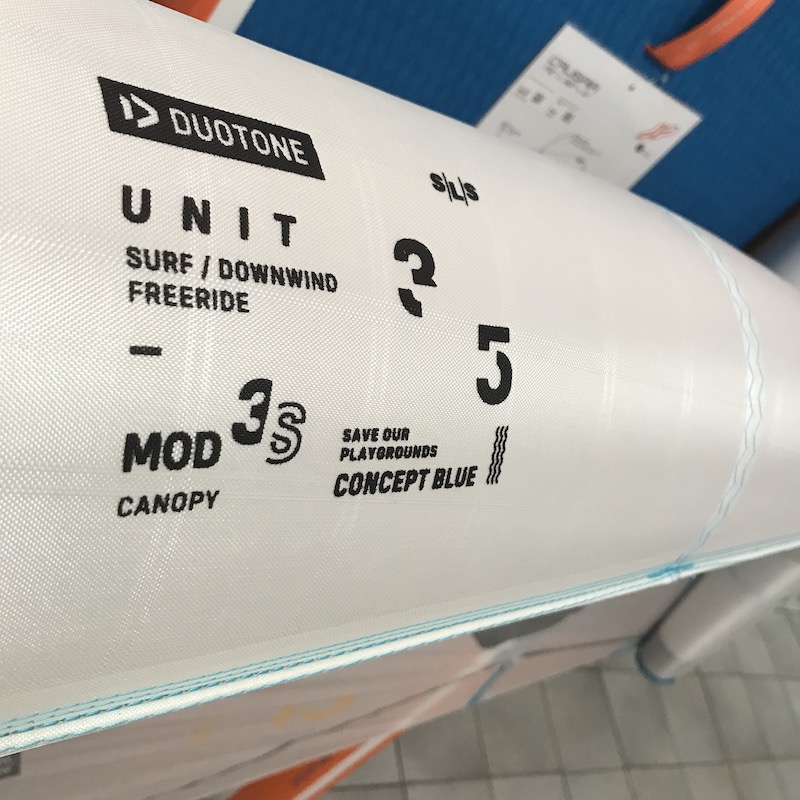 DUOTONE
UNIT
SURF / DOWNWIND
FREERIDE
–
MOD 3S
CANOPY
S|L|S
3
5
SAVE OUR
PLAYGROUNDS
CONCEPT BLUE